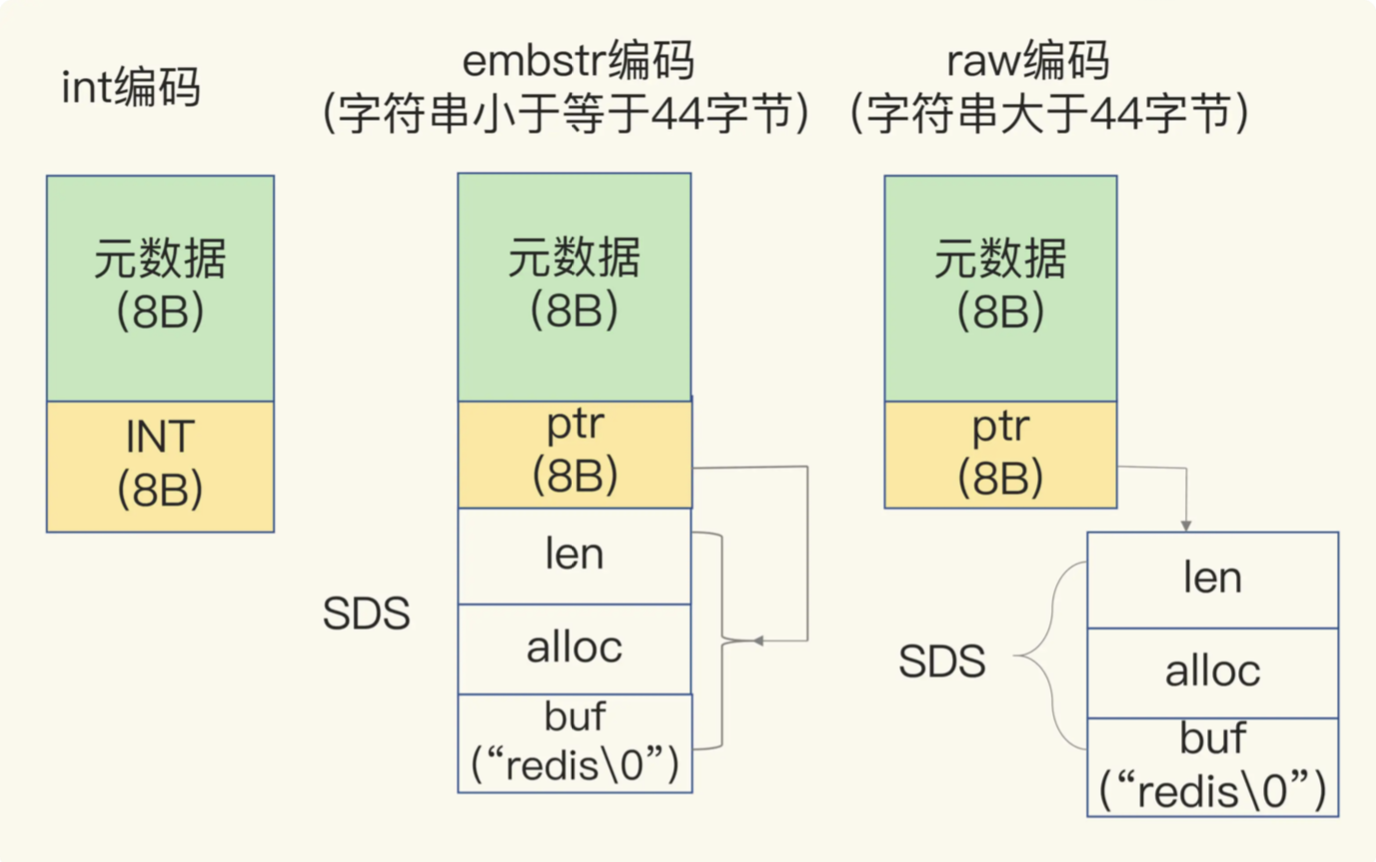 int编码
元数据
(8B)
INT
(8B)
embstr编码
(字符串小于等于44字节)
元数据
(8B)
ptr
(8B)
len
alloc
buf
(“redis\0”)
SDS
raw编码
(字符串大于44字节)
元数据
(8B)
ptr
(8B)
len
alloc
buf
(“redis\0”)
SDS